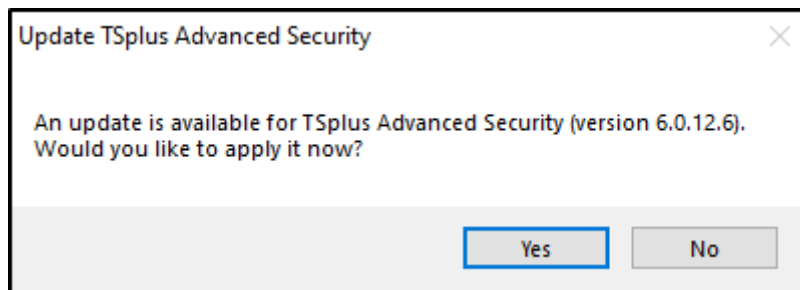 Update TSplus Advanced Security
An update is available for TSplus Advanced Security (version 6.0.12.6).
Would you like to apply it now?
Yes
No